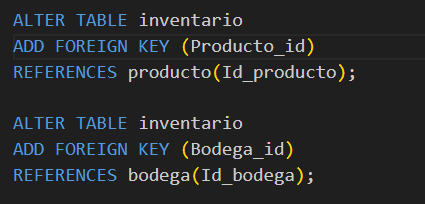 ALTER TABLE inventario
ADD FOREIGN KEY (Producto_id)
REFERENCES producto(Id_producto);
ALTER TABLE inventario
ADD FOREIGN KEY (Bodega_id)
REFERENCES bodega(Id_bodega);